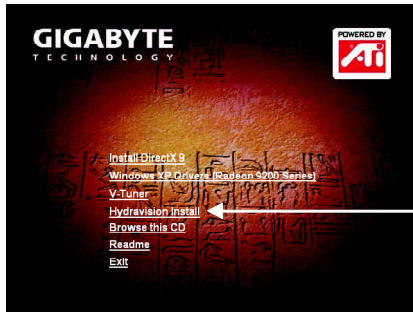 GIGABYTE
TECHNOLOGY
POWERED BY
ATi
Install DirectX 9
Windows XP Drivers (Radeon 9200 Series)
V-Tuner
Hydravision Install
Browse this CD
Readme
Exit